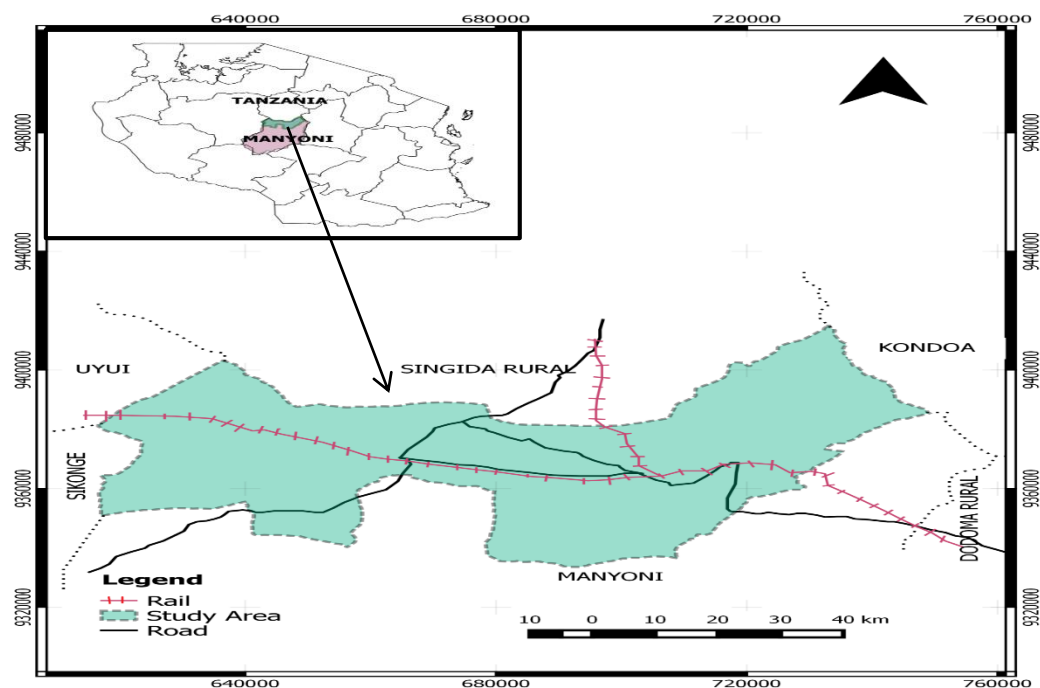 640000 680000 720000 760000
TANZANIA
MANYONI
9480000 9480000
9440000 9440000
9400000 9400000
UYUI SINGIDA RURAL KONDOA
SIKONGE
9360000 9360000
DODOMA RURAL
MANYONI
Legend
Rail
Study Area
Road
9320000 9320000
10 0 10 20 30 40 km
640000 680000 720000 760000